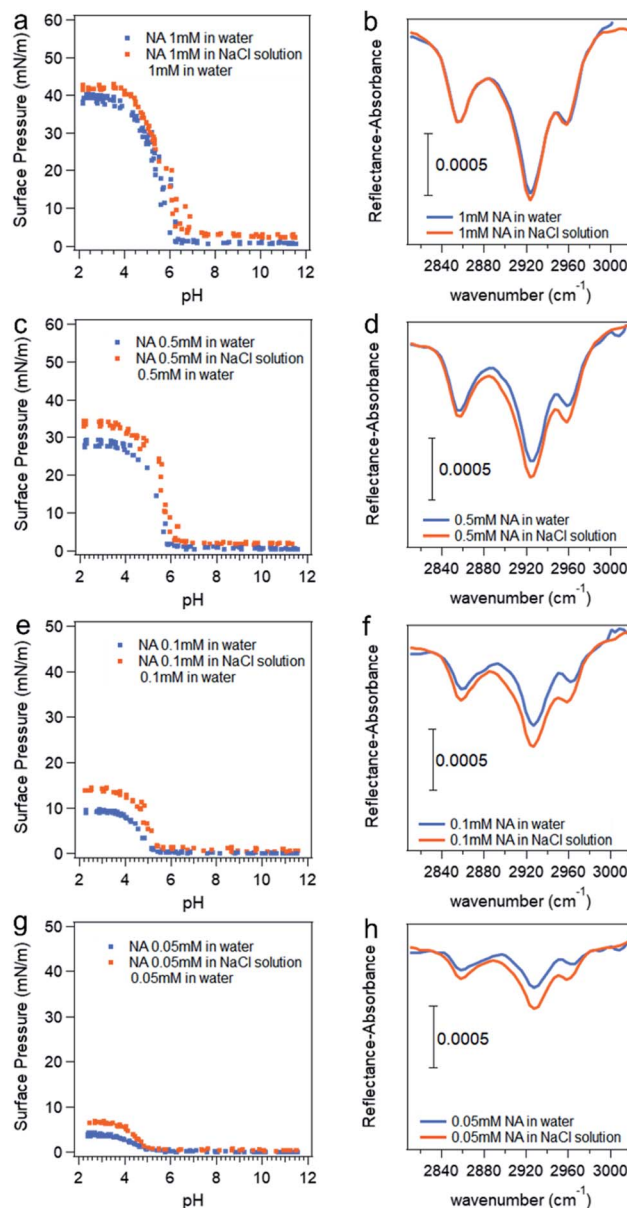 a
60
50
40
30
20
10
0
Surface Pressure (mN/m)
NA 1mM in water
NA 1mM in NaCl solution
1mM in water
2 4 6 8 10 12
pH
b
Reflectance-Absorbance
0.0005
1mM NA in water
1mM NA in NaCl solution
2840 2880 2920 2960 3000
wavenumber (cm-1)
c
60
50
40
30
20
10
0
Surface Pressure (mN/m)
NA 0.5mM in water
NA 0.5mM in NaCl solution
0.5mM in water
2 4 6 8 10 12
pH
d
Reflectance-Absorbance
0.0005
0.5mM NA in water
0.5mM NA in NaCl solution
2840 2880 2920 2960 3000
wavenumber (cm-1)
e
50
40
30
20
10
0
Surface Pressure (mN/m)
NA 0.1mM in water
NA 0.1mM in NaCl solution
0.1mM in water
2 4 6 8 10 12
pH
f
Reflectance-Absorbance
0.0005
0.1mM NA in water
0.1mM NA in NaCl solution
2840 2880 2920 2960 3000
wavenumber (cm-1)
g
50
40
30
20
10
0
Surface Pressure (mN/m)
NA 0.05mM in water
NA 0.05mM in NaCl solution
0.05mM in water
2 4 6 8 10 12
pH
h
Reflectance-Absorbance
0.0005
0.05mM NA in water
0.05mM NA in NaCl solution
2840 2880 2920 2960 3000
wavenumber (cm-1)